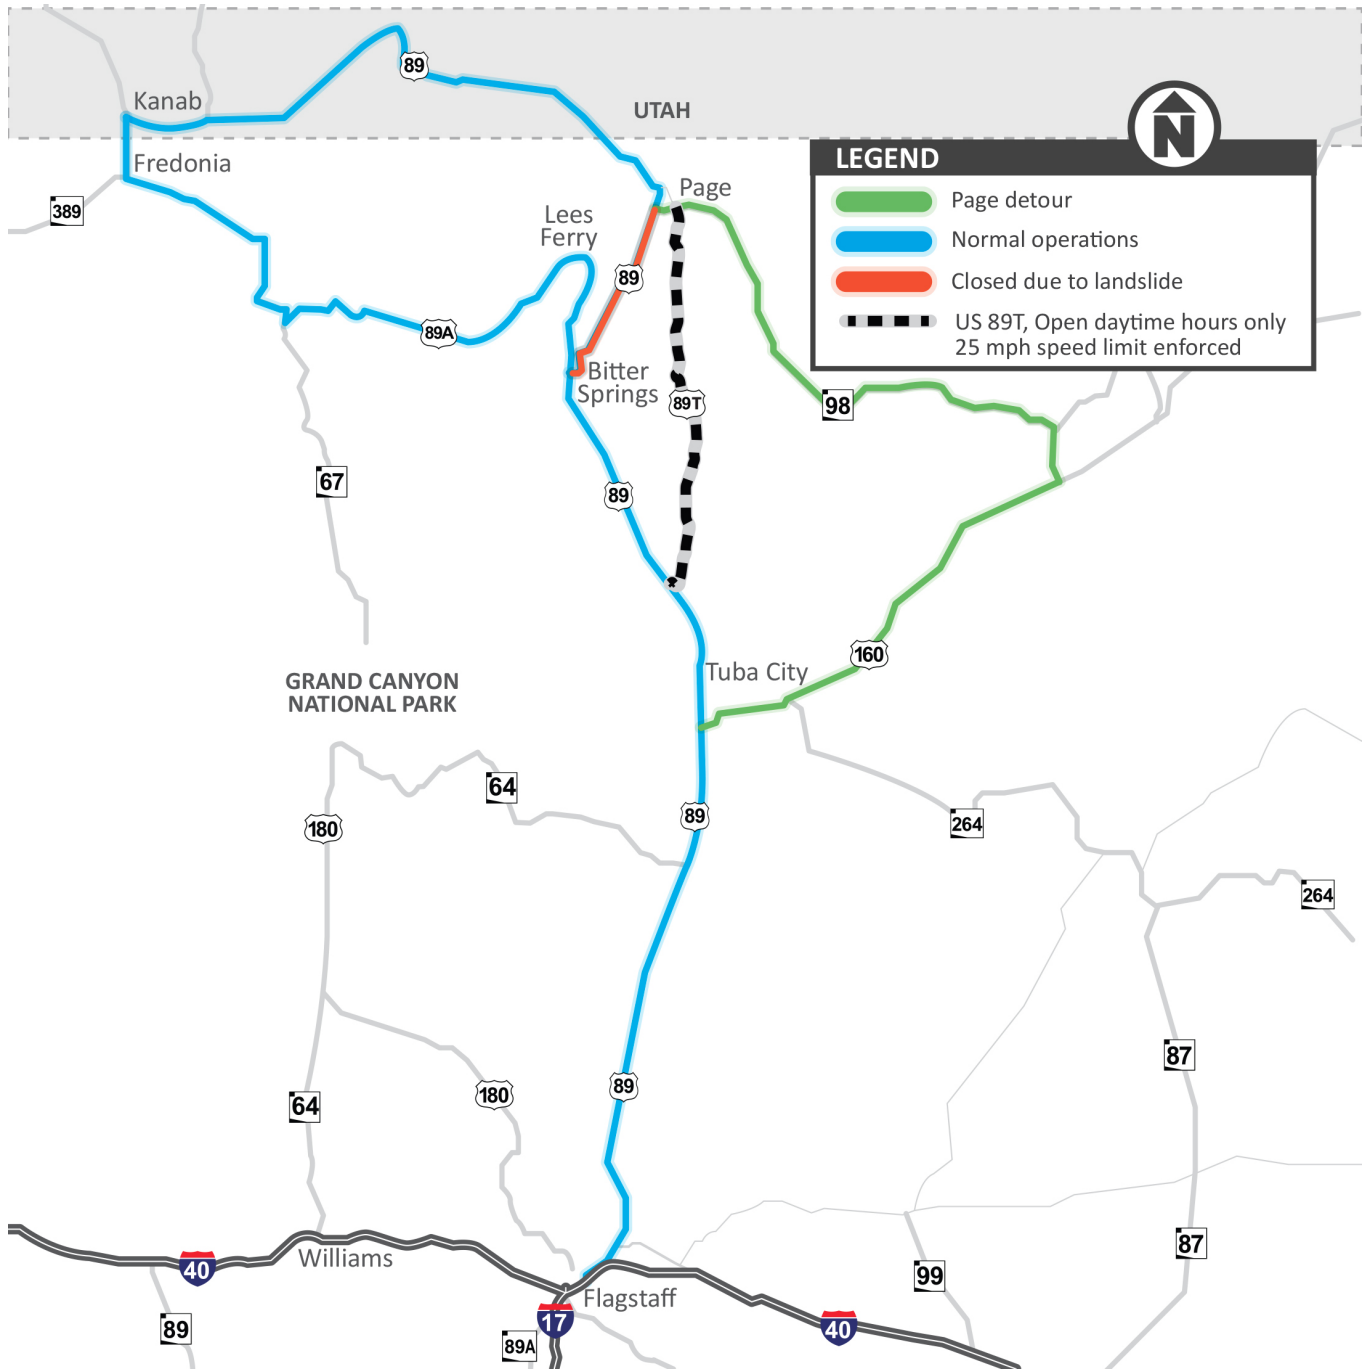 89
Kanab
UTAH
N
Fredonia
LEGEND
Page detour
Normal operations
Closed due to landslide
US 89T, Open daytime hours only
25 mph speed limit enforced
389
Page
Lees
Ferry
89
89A
Bitter
Springs
89T
98
67
89
160
Tuba City
GRAND CANYON
NATIONAL PARK
64
180
89
264
264
87
89
180
64
87
Williams
40
99
Flagstaff
17
40
89
89A